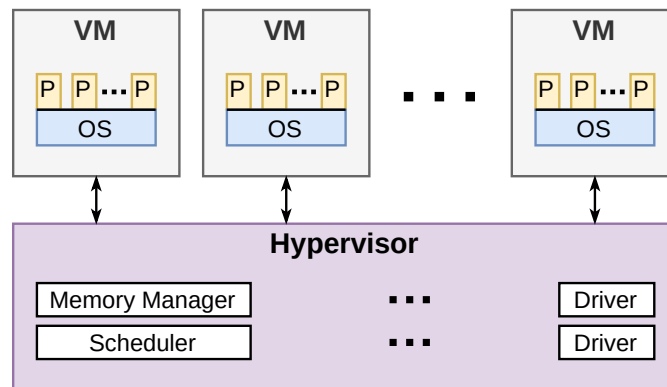 VM VM VM
P P ... P P P ... P ... P P ... P
OS OS OS
Hypervisor
Memory Manager ... Driver
Scheduler ... Driver